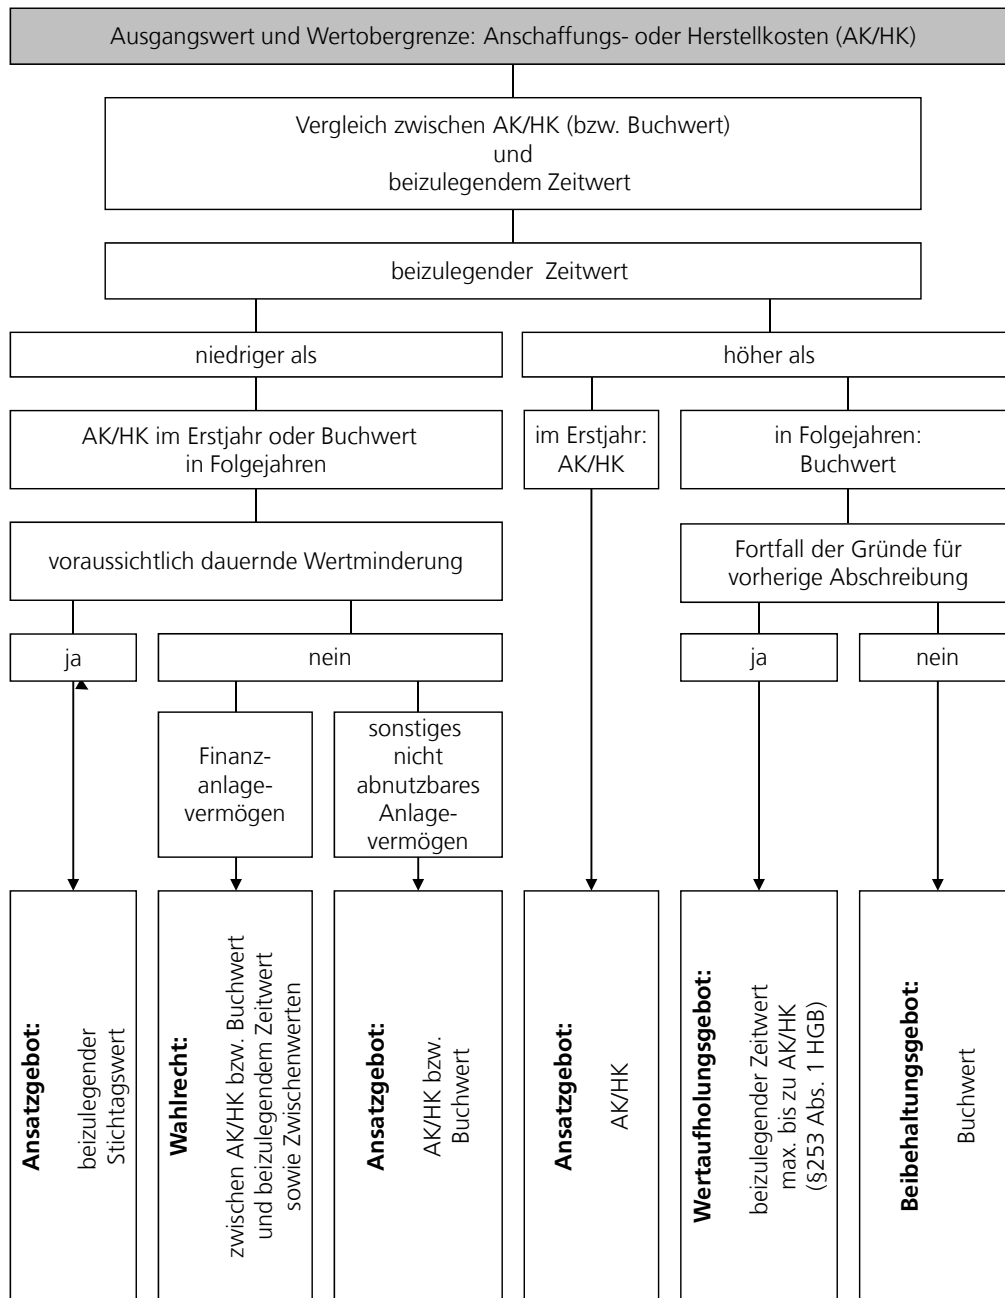 Ausgangswert und Wertobergrenze: Anschaffungs- oder Herstellkosten (AK/HK)
Vergleich zwischen AK/HK (bzw. Buchwert)
und
beizulegendem Zeitwert
beizulegender Zeitwert
niedriger als
höher als
AK/HK im Erstjahr oder Buchwert
in Folgejahren
im Erstjahr:
AK/HK
in Folgejahren:
Buchwert
voraussichtlich dauernde Wertminderung
Fortfall der Gründe für
vorherige Abschreibung
ja
nein
ja
nein
Finanz-
anlage-
vermögen
sonstiges
nicht
abnutzbares
Anlage-
vermögen
Ansatzgebot:
beizulegender
Stichtagswert
Wahlrecht:
zwischen AK/HK bzw. Buchwert
und beizulegendem Zeitwert
sowie Zwischenwerten
Ansatzgebot:
AK/HK bzw.
Buchwert
Ansatzgebot:
AK/HK
Wertaufholungsgebot:
beizulegender Zeitwert
max. bis zu AK/HK
(§253 Abs. 1 HGB)
Beibehaltungsgebot:
Buchwert